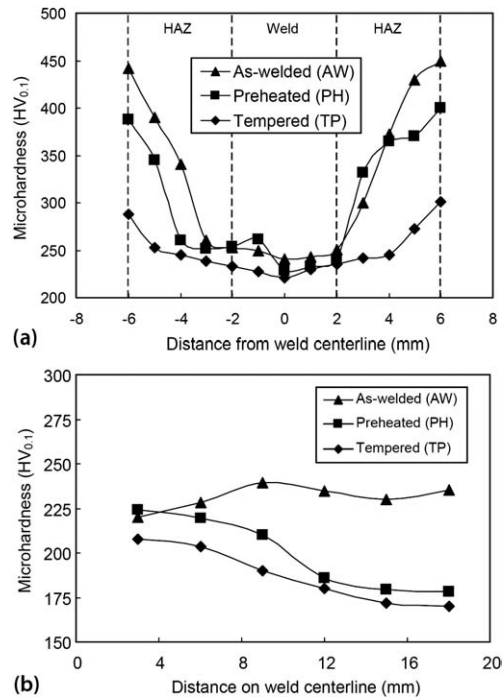 HAZ Weld HAZ
500
450
400
350
300
250
200
Microhardness (HV0.1)
As-welded (AW)
Preheated (PH)
Tempered (TP)
-6 -4 -2 0 2 4 6
(a) Distance from weld centerline (mm)
300
275
250
225
200
175
150
Microhardness (HV0.1)
As-welded (AW)
Preheated (PH)
Tempered (TP)
0 4 8 12 16 20
(b) Distance on weld centerline (mm)